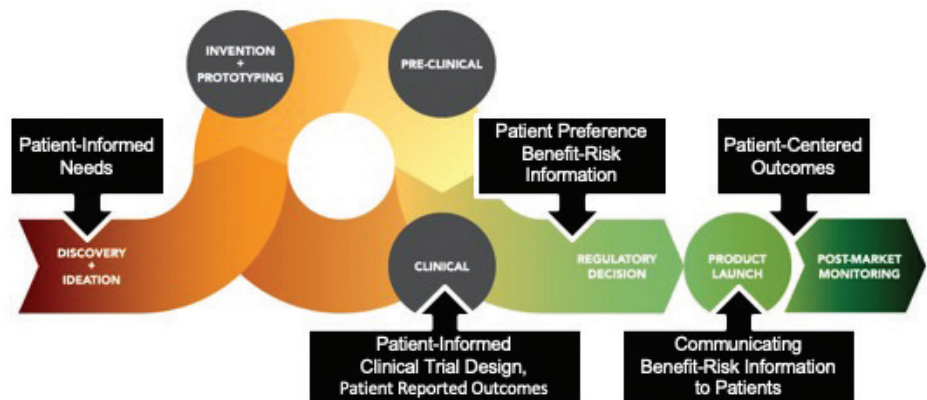 INVENTION
+
PROTOTYPING
PRE-CLINICAL
Patient-Informed
Needs
Patient Preference
Benefit-Risk
Information
Patient-Centered
Outcomes
DISCOVERY
+
IDEATION
CLINICAL
REGULATORY
DECISION
PRODUCT
LAUNCH
POST-MARKET
MONITORING
Patient-Informed
Clinical Trial Design,
Patient Reported Outcomes
Communicating
Benefit-Risk Information
to Patients